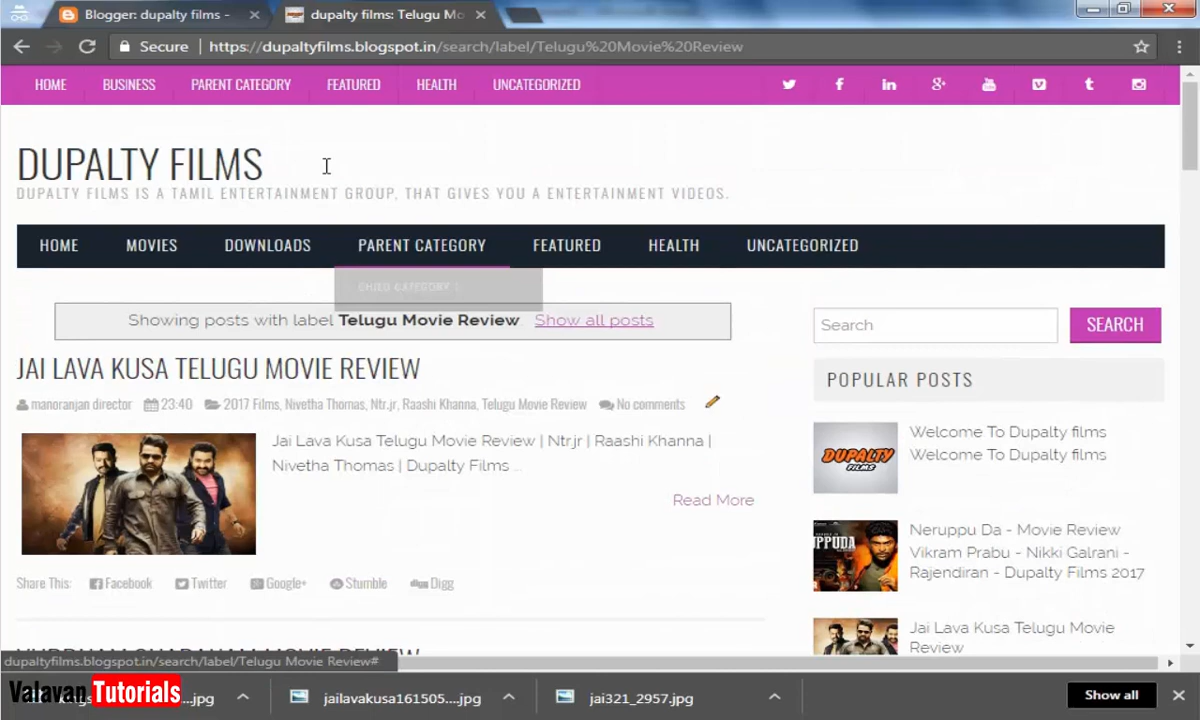 Blogger: dupalty films -
dupalty films: Telugu Mo
Secure https://dupaltyfilms.blogspot.in/search/label/Telugu%20Movie%20Review
HOME BUSINESS PARENT CATEGORY FEATURED HEALTH UNCATEGORIZED
DUPALTY FILMS
DUPALTY FILMS IS A TAMIL ENTERTAINMENT GROUP, THAT GIVES YOU A ENTERTAINMENT VIDEOS.
HOME MOVIES DOWNLOADS PARENT CATEGORY FEATURED HEALTH UNCATEGORIZED
CHILD CATEGORY
Showing posts with label Telugu Movie Review Show all posts
JAI LAVA KUSA TELUGU MOVIE REVIEW
manoranjan director 23:40 2017 Films, Nivetha Thomas, Ntr.jr, Raashi Khanna, Telugu Movie Review No comments
Jai Lava Kusa Telugu Movie Review | Ntr.jr | Raashi Khanna |
Nivetha Thomas | Dupalty Films ...
Read More
Share This: Facebook Twitter Google+ Stumble Digg
Search SEARCH
POPULAR POSTS
DUPALTY
FILMS
Welcome To Dupalty films
Welcome To Dupalty films
Neruppu Da - Movie Review
Vikram Prabu - Nikki Galrani -
Rajendiran - Dupalty Films 2017
Jai Lava Kusa Telugu Movie
Review
dupaltyfilms.blogspot.in/search/label/Telugu Movie Review#
Valavan Tutorials
....jpg
jailavakusa161505....jpg
jai321_2957.jpg
Show all